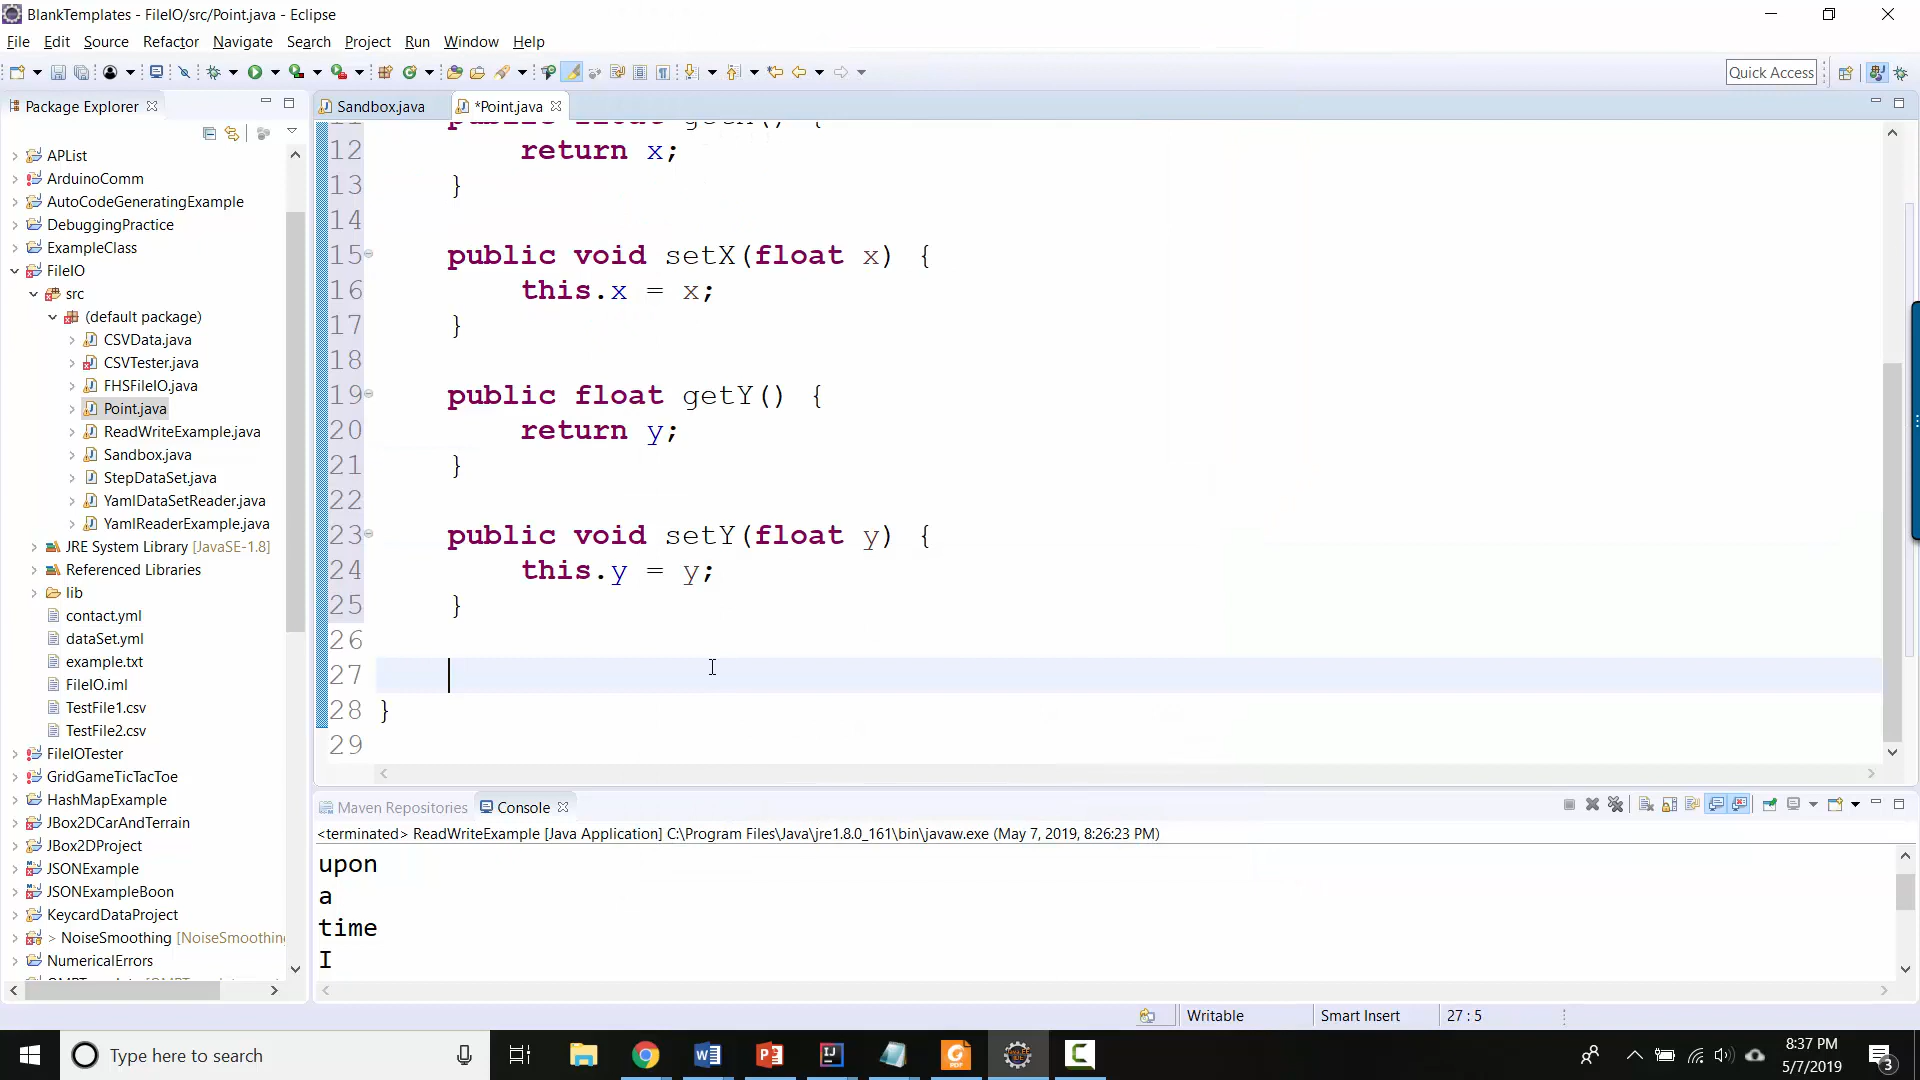 BlankTemplates - FileIO/src/Point.java - Eclipse
File Edit Source Refactor Navigate Search Project Run Window Help
Quick Access
Package Explorer
Sandbox.java
*Point.java
APList
ArduinoComm
AutoCodeGeneratingExample
DebuggingPractice
ExampleClass
FileIO
src
(default package)
CSVData.java
CSVTester.java
FHSFileIO.java
Point.java
ReadWriteExample.java
Sandbox.java
StepDataSet.java
YamlDataSetReader.java
YamlReaderExample.java
JRE System Library [JavaSE-1.8]
Referenced Libraries
lib
contact.yml
dataSet.yml
example.txt
FileIO.iml
TestFile1.csv
TestFile2.csv
FileIOTester
GridGameTicTacToe
HashMapExample
JBox2DCarAndTerrain
JBox2DProject
JSONExample
JSONExampleBoon
KeycardDataProject
> NoiseSmoothing [NoiseSmoothing
NumericalErrors
12 return x;
13 }
14
15 public void setX(float x) {
16 this.x = x;
17 }
18
19 public float getY() {
20 return y;
21 }
22
23 public void setY(float y) {
24 this.y = y;
25 }
26
27
28 }
29
Maven Repositories
Console
<terminated> ReadWriteExample [Java Application] C:\Program Files\Java\jre1.8.0_161\bin\javaw.exe (May 7, 2019, 8:26:23 PM)
upon
a
time
I
Writable
Smart Insert
27 : 5
Type here to search
8:37 PM
5/7/2019
3